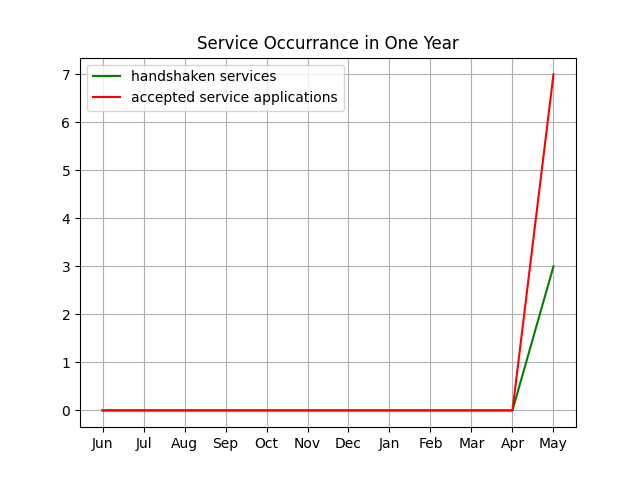 Service Occurrance in One Year
handshaken services
accepted service applications
7
6
5
4
3
2
1
0
Jun Jul Aug Sep Oct Nov Dec Jan Feb Mar Apr May